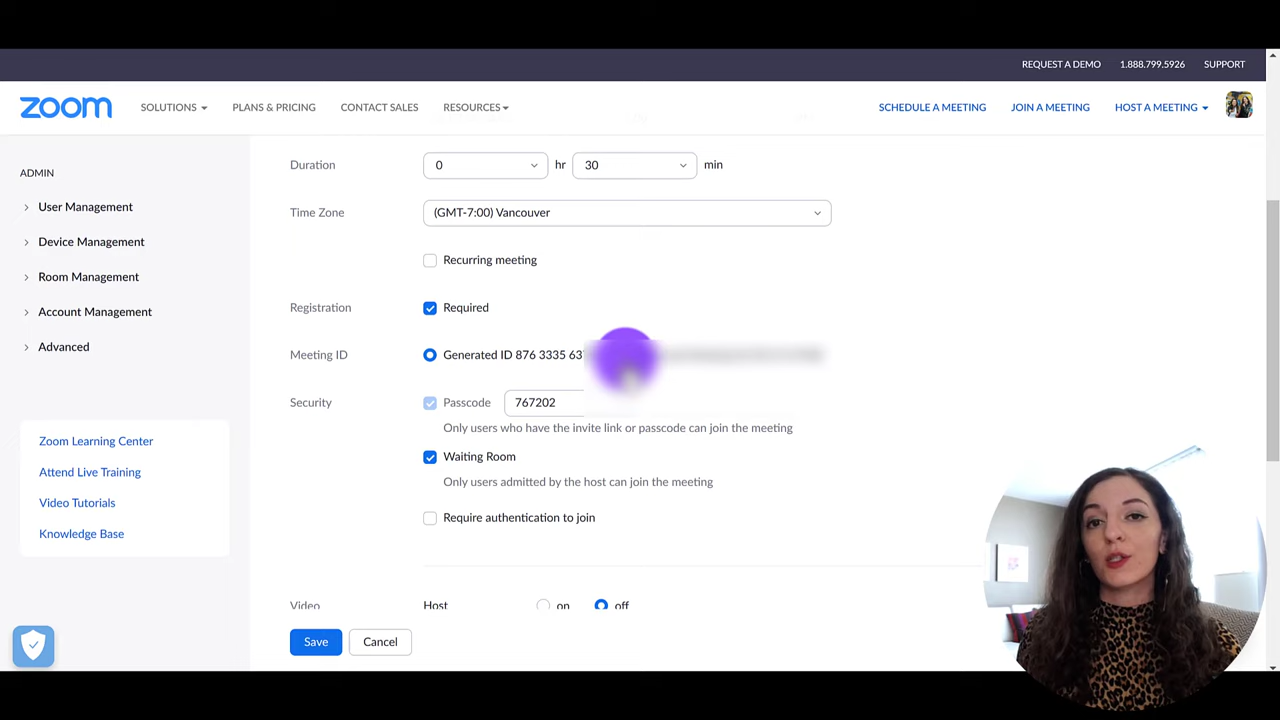 REQUEST A DEMO 1.888.799.5926 SUPPORT
zoom SOLUTIONS PLANS & PRICING CONTACT SALES RESOURCES SCHEDULE A MEETING JOIN A MEETING HOST A MEETING
ADMIN
User Management
Device Management
Room Management
Account Management
Advanced
Zoom Learning Center
Attend Live Training
Video Tutorials
Knowledge Base
Duration 0 hr 30 min
Time Zone (GMT-7:00) Vancouver
Recurring meeting
Registration Required
Meeting ID Generated ID 876 3335
Security Passcode 767202
Only users who have the invite link or passcode can join the meeting
Waiting Room
Only users admitted by the host can join the meeting
Require authentication to join
Video Host on off
Save Cancel